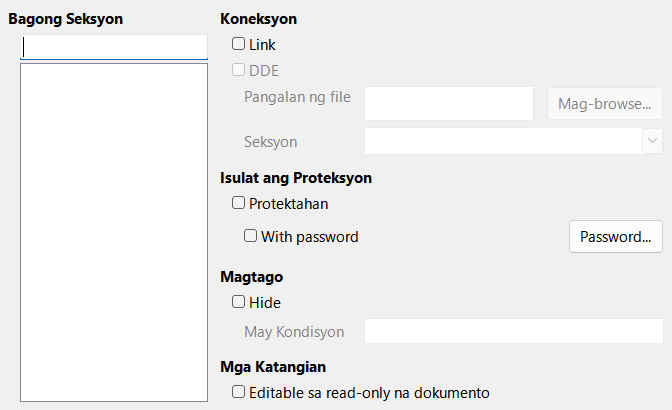 Bagong Seksyon
Koneksyon
Link
DDE
Pangalan ng file
Mag-browse...
Seksyon
Isulat ang Proteksyon
Protektahan
With password
Password...
Magtago
Hide
May Kondisyon
Mga Katangian
Editable sa read-only na dokumento